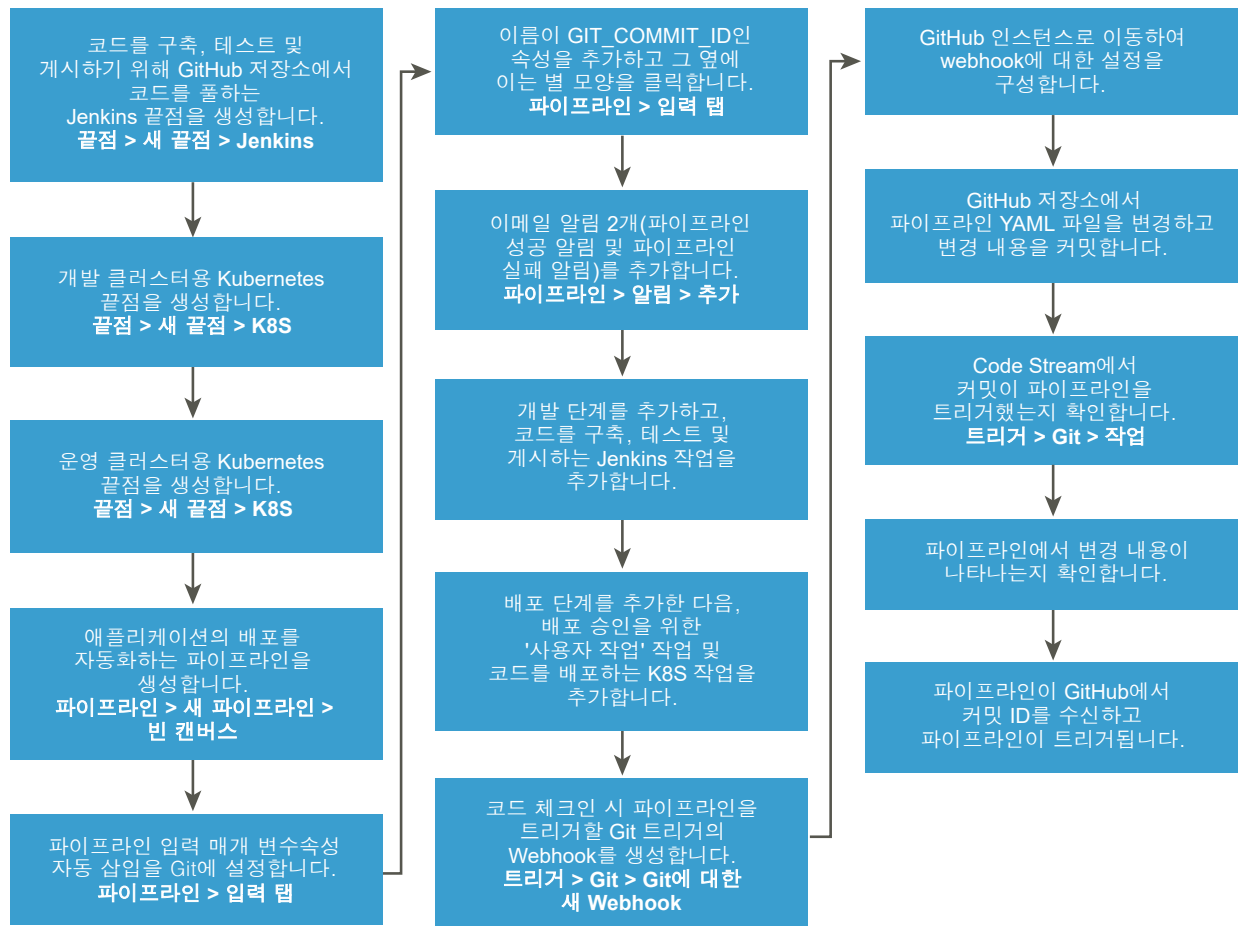 코드를 구축, 테스트 및
게시하기 위해 GitHub 저장소에서
코드를 풀하는
Jenkins 끝점을 생성합니다.
끝점 > 새 끝점 > Jenkins
개발 클러스터용 Kubernetes
끝점을 생성합니다.
끝점 > 새 끝점 > K8S
운영 클러스터용 Kubernetes
끝점을 생성합니다.
끝점 > 새 끝점 > K8S
애플리케이션의 배포를
자동화하는 파이프라인을
생성합니다.
파이프라인 > 새 파이프라인 >
빈 캔버스
파이프라인 입력 매개 변수속성
자동 삽입을 Git에 설정합니다.
파이프라인 > 입력 탭
이름이 GIT_COMMIT_ID인
속성을 추가하고 그 옆에
이는 별 모양을 클릭합니다.
파이프라인 > 입력 탭
이메일 알림 2개(파이프라인
성공 알림 및 파이프라인
실패 알림)를 추가합니다.
파이프라인 > 알림 > 추가
개발 단계를 추가하고,
코드를 구축, 테스트 및
게시하는 Jenkins 작업을
추가합니다.
배포 단계를 추가한 다음,
배포 승인을 위한
'사용자 작업' 작업 및
코드를 배포하는 K8S 작업을
추가합니다.
코드 체크인 시 파이프라인을
트리거할 Git 트리거의
Webhook를 생성합니다.
트리거 > Git > Git에 대한
새 Webhook
GitHub 인스턴스로 이동하여
webhook에 대한 설정을
구성합니다.
GitHub 저장소에서
파이프라인 YAML 파일을 변경하고
변경 내용을 커밋합니다.
Code Stream에서
커밋이 파이프라인을
트리거했는지 확인합니다.
트리거 > Git > 작업
파이프라인에서 변경 내용이
나타나는지 확인합니다.
파이프라인이 GitHub에서
커밋 ID를 수신하고
파이프라인이 트리거됩니다.